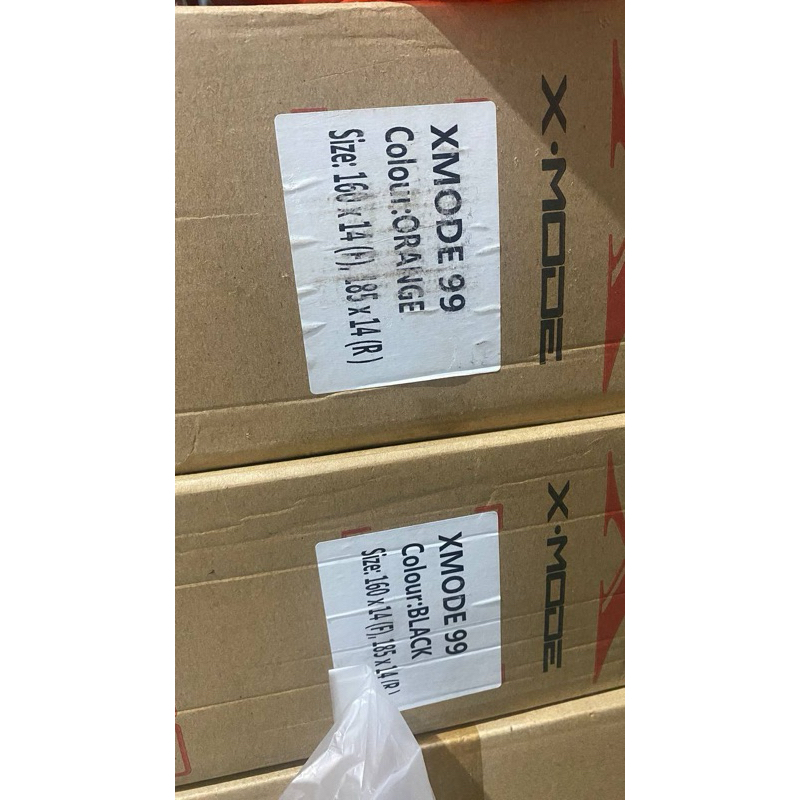 X·MODE
XMODE 99
Colour:ORANGE
Size: 160 x 14 (F), 185 x 14 (R)
X·MODE
XMODE 99
Colour:BLACK
Size: 160 x 14 (F), 185 x 14 (R)